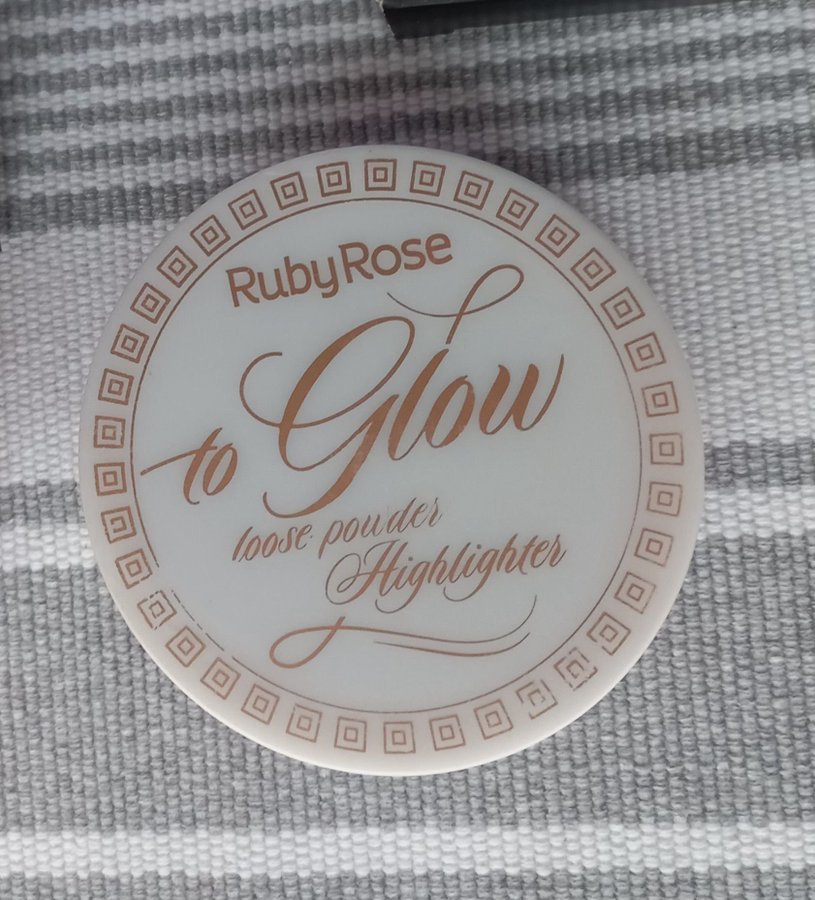 RubyRose
to Glow
loose powder
Highlighter